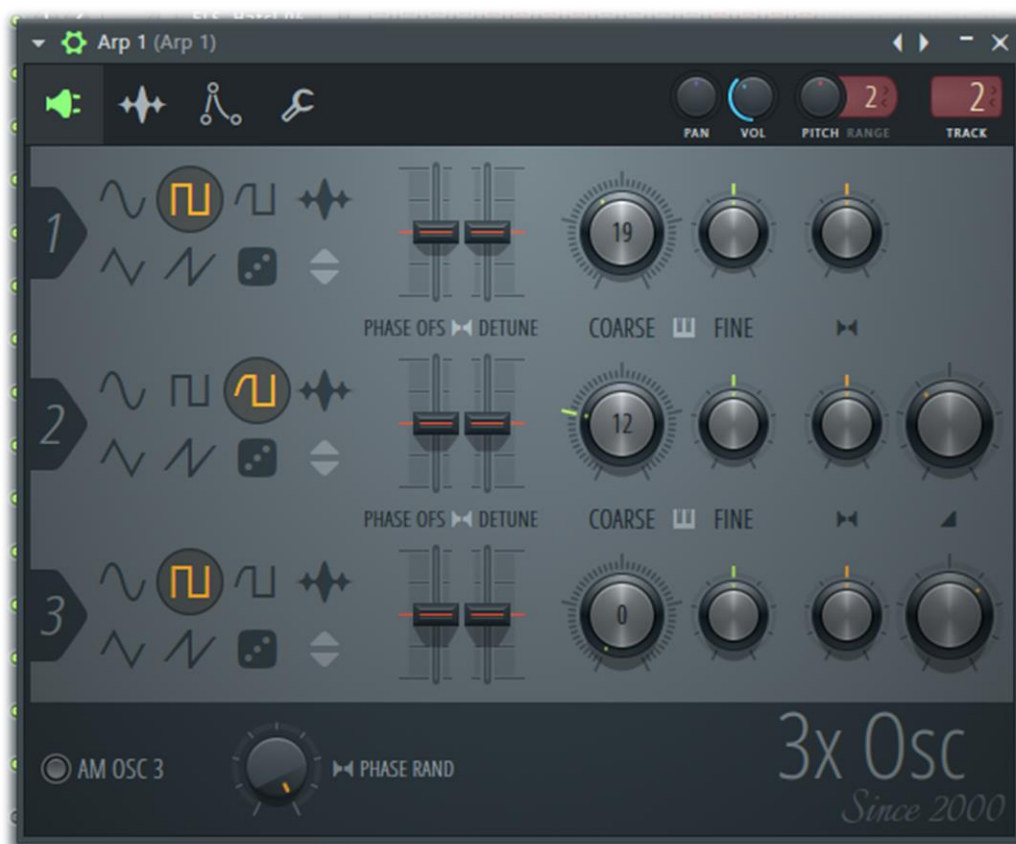 Arp 1 (Arp 1)
2 2
PAN VOL PITCH RANGE TRACK
1 19
PHASE OFS DETUNE COARSE FINE
2 12
PHASE OFS DETUNE COARSE FINE
3 0
AM OSC 3 PHASE RAND 3x Osc
Since 2000